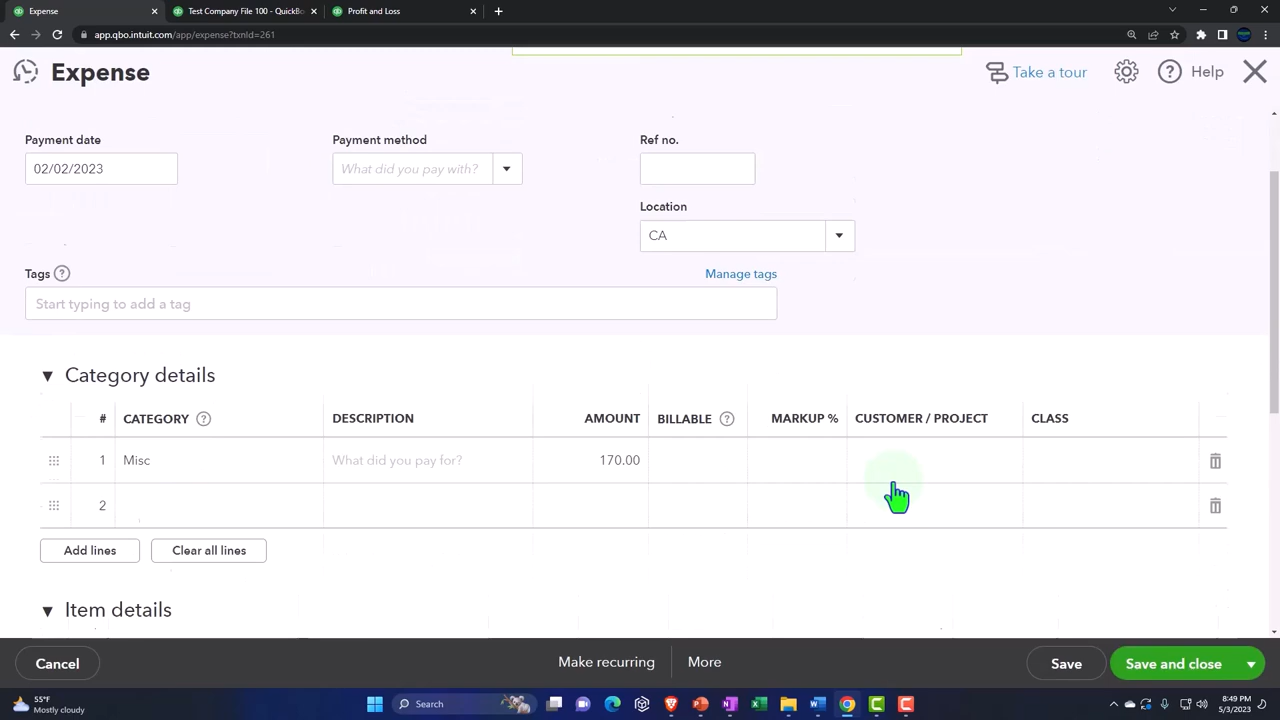 Expense
Test Company File 100 - QuickBo
Profit and Loss
app.qbo.intuit.com/app/expense?txnId=261
Expense
Take a tour
Help
Payment date
Payment method
Ref no.
02/02/2023
What did you pay with?
Location
CA
Tags
Manage tags
Start typing to add a tag
Category details
# CATEGORY DESCRIPTION AMOUNT BILLABLE MARKUP % CUSTOMER / PROJECT CLASS
1 Misc What did you pay for? 170.00
2
Add lines
Clear all lines
Item details
Cancel
Make recurring
More
Save
Save and close
55°F
Mostly cloudy
Search
8:49 PM
5/3/2023